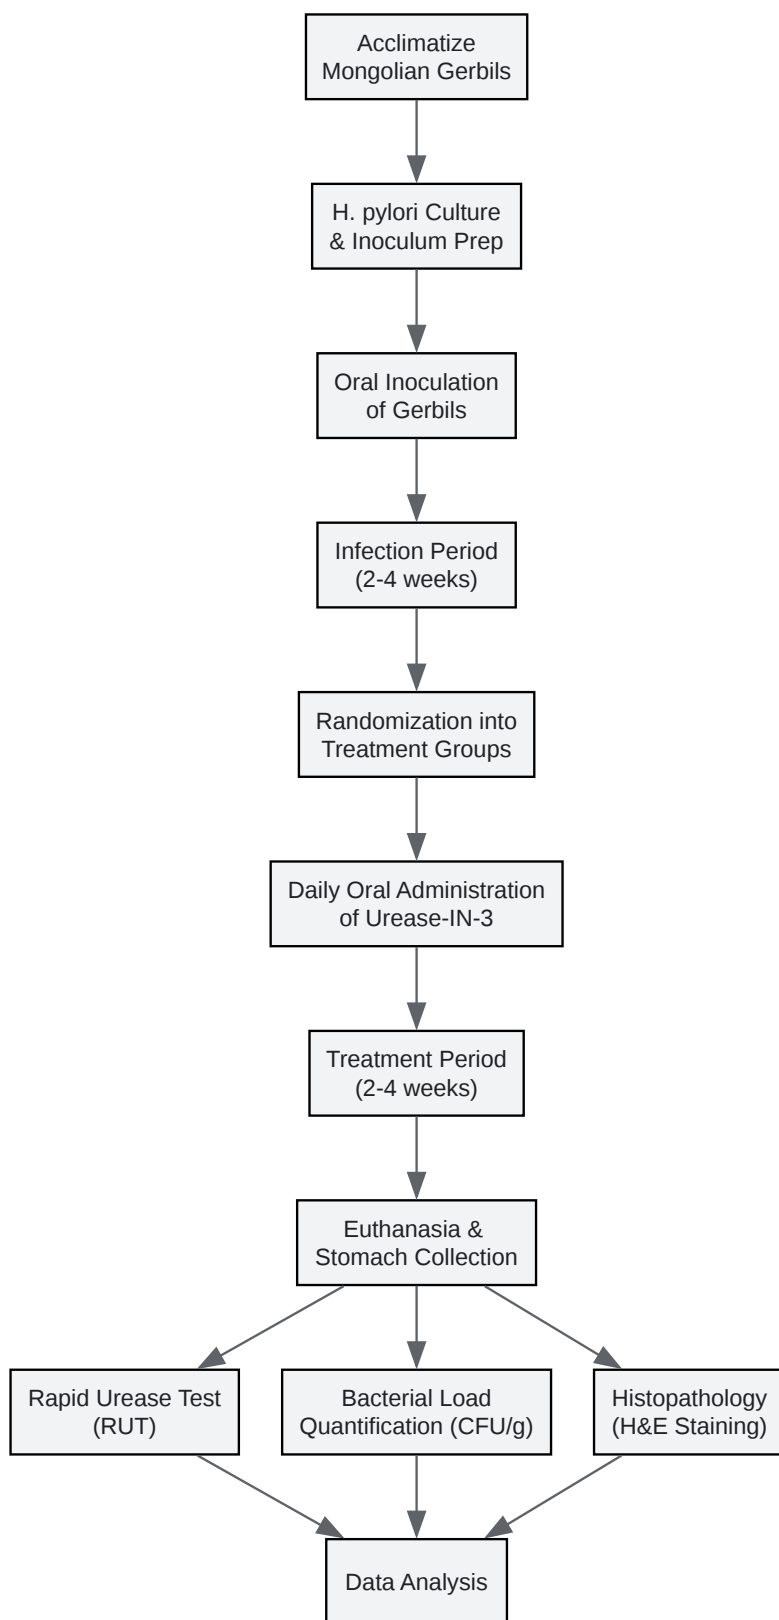 Acclimatize
Mongolian Gerbils
H. pylori Culture
& Inoculum Prep
Oral Inoculation
of Gerbils
Infection Period
(2-4 weeks)
Randomization into
Treatment Groups
Daily Oral Administration
of Urease-IN-3
Treatment Period
(2-4 weeks)
Euthanasia &
Stomach Collection
Rapid Urease Test
(RUT)
Bacterial Load
Quantification (CFU/g)
Histopathology
(H&E Staining)
Data Analysis